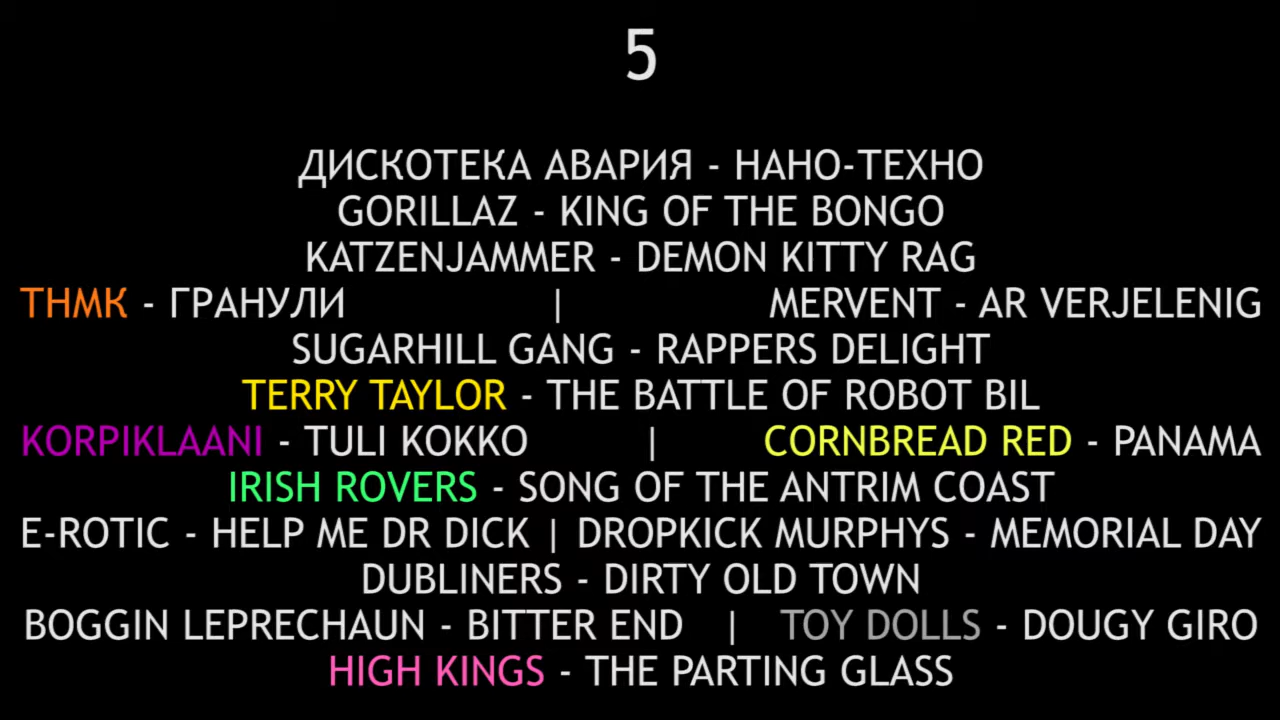 5
ДИСКОТЕКА АВАРИЯ - НАНО-ТЕХНО
GORILLAZ - KING OF THE BONGO
KATZENJAMMER - DEMON KITTY RAG
ТНМК - ГРАНУЛИ | MERVENT - AR VERJELENIG
SUGARHILL GANG - RAPPERS DELIGHT
TERRY TAYLOR - THE BATTLE OF ROBOT BIL
KORPIKLAANI - TULI KOKKO | CORNBREAD RED - PANAMA
IRISH ROVERS - SONG OF THE ANTRIM COAST
E-ROTIC - HELP ME DR DICK | DROPKICK MURPHYS - MEMORIAL DAY
DUBLINERS - DIRTY OLD TOWN
BOGGIN LEPRECHAUN - BITTER END | TOY DOLLS - DOUGY GIRO
HIGH KINGS - THE PARTING GLASS